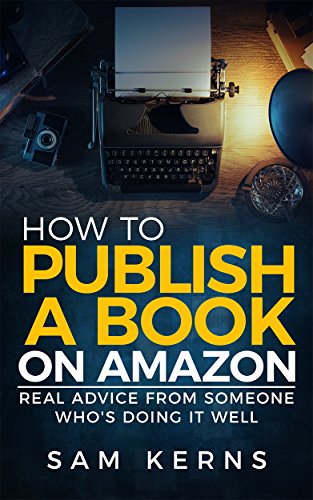 HOW TO
PUBLISH
A BOOK
ON AMAZON
REAL ADVICE FROM SOMEONE
WHO'S DOING IT WELL
SAM KERNS